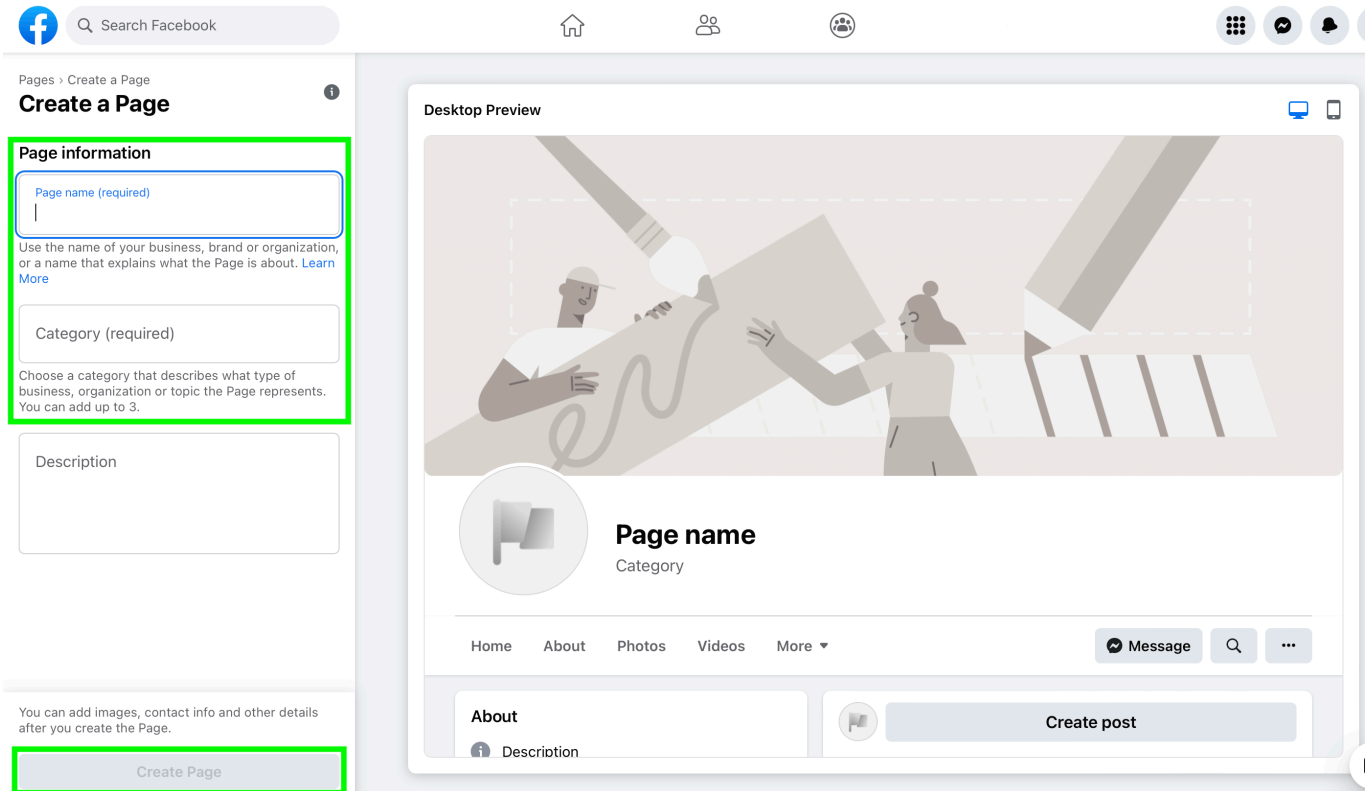 Search Facebook
Pages › Create a Page
Create a Page
Page information
Page name (required)
Use the name of your business, brand or organization,
or a name that explains what the Page is about. Learn
More
Category (required)
Choose a category that describes what type of
business, organization or topic the Page represents.
You can add up to 3.
Description
You can add images, contact info and other details
after you create the Page.
Create Page
Desktop Preview
Page name
Category
Home About Photos Videos More
Message
About
Description
Create post